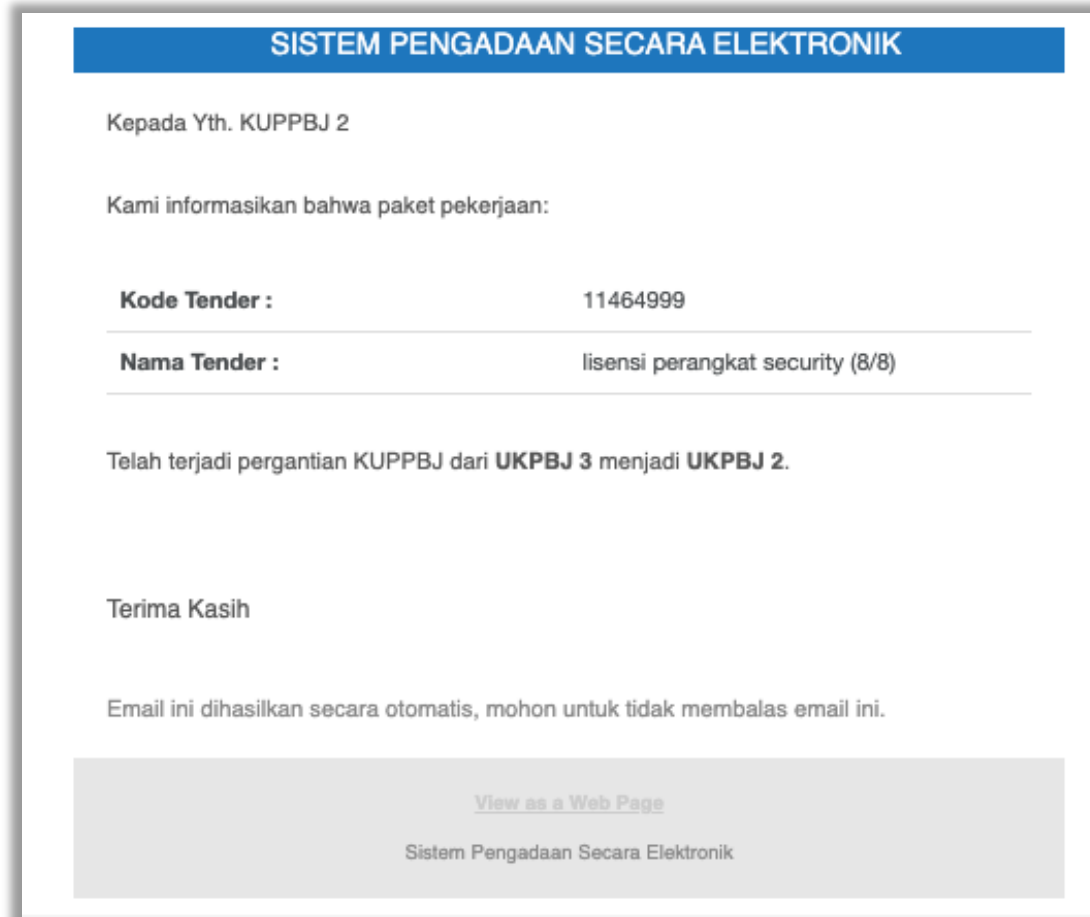 SISTEM PENGADAAN SECARA ELEKTRONIK
Kepada Yth. KUPPBJ 2
Kami informasikan bahwa paket pekerjaan:
Kode Tender : 11464999
Nama Tender : lisensi perangkat security (8/8)
Telah terjadi pergantian KUPPBJ dari UKPBJ 3 menjadi UKPBJ 2.
Terima Kasih
Email ini dihasilkan secara otomatis, mohon untuk tidak membalas email ini.
View as a Web Page
Sistem Pengadaan Secara Elektronik